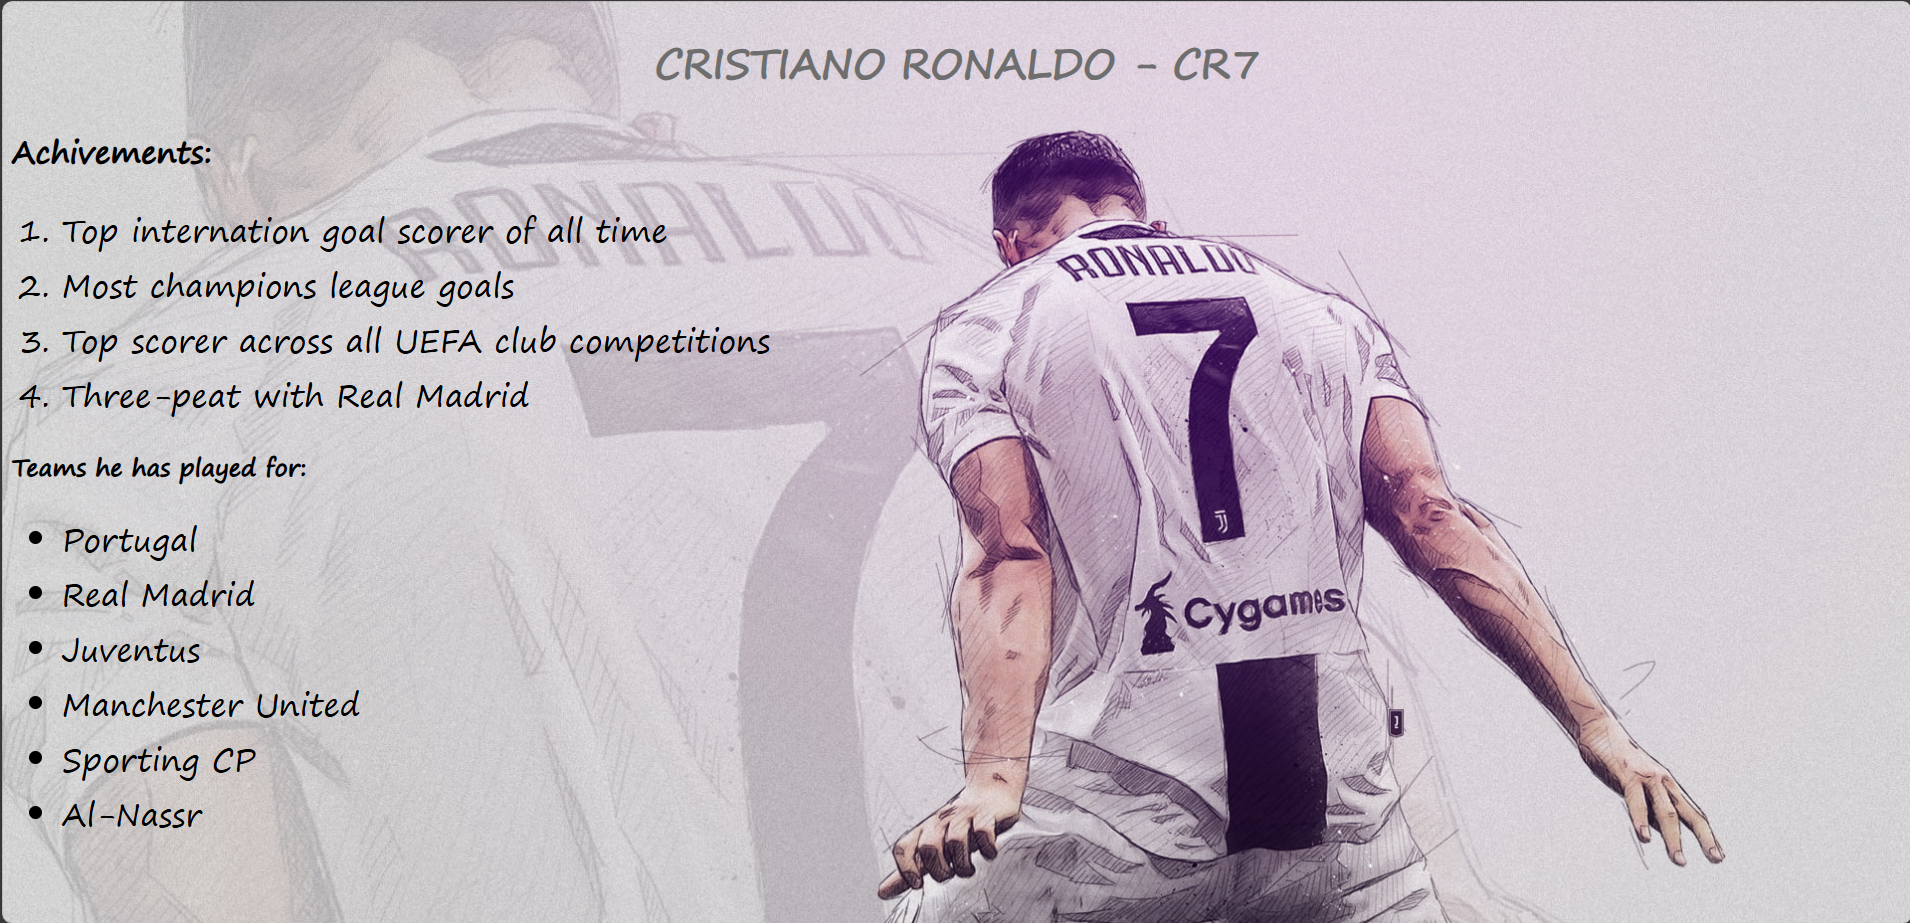 CRISTIANO RONALDO - CR7
Achivements:
1. Top internation goal scorer of all time
2. Most champions league goals
3. Top scorer across all UEFA club competitions
4. Three-peat with Real Madrid
Teams he has played for:
• Portugal
• Real Madrid
• Juventus
• Manchester United
• Sporting CP
• Al-Nassr
RONALDO
7
RONALDO
7
J
Cygames
J